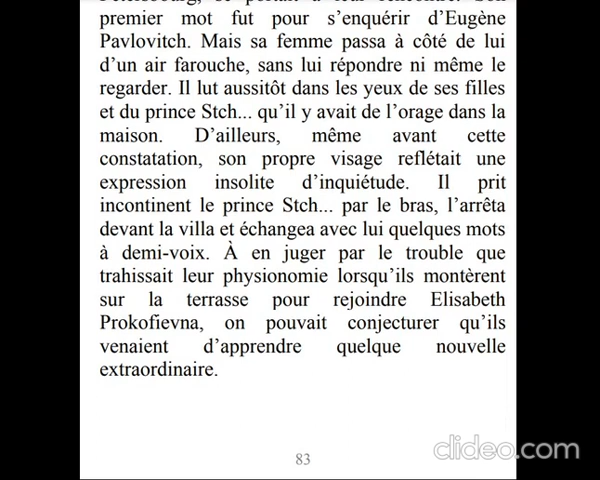 premier mot fut pour s’enquérir d’Eugène
Pavlovitch. Mais sa femme passa à côté de lui
d’un air farouche, sans lui répondre ni même le
regarder. Il lut aussitôt dans les yeux de ses filles
et du prince Stch... qu’il y avait de l’orage dans la
maison. D’ailleurs, même avant cette
constatation, son propre visage reflétait une
expression insolite d’inquiétude. Il prit
incontinent le prince Stch... par le bras, l’arrêta
devant la villa et échangea avec lui quelques mots
à demi-voix. À en juger par le trouble que
trahissait leur physionomie lorsqu’ils montèrent
sur la terrasse pour rejoindre Elisabeth
Prokofievna, on pouvait conjecturer qu’ils
venaient d’apprendre quelque nouvelle
extraordinaire.
83
clideo.com